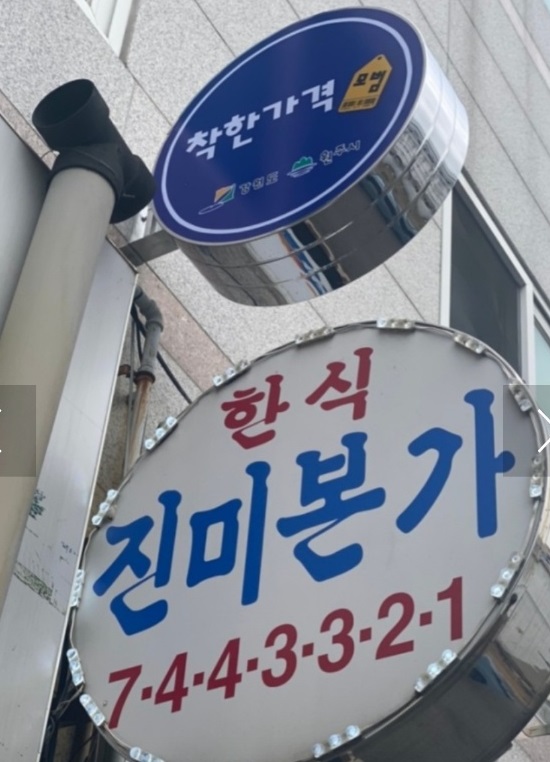 착한가격
모범
강원도 원주시
한식
진미본가
7·4·4·3·3·2·1